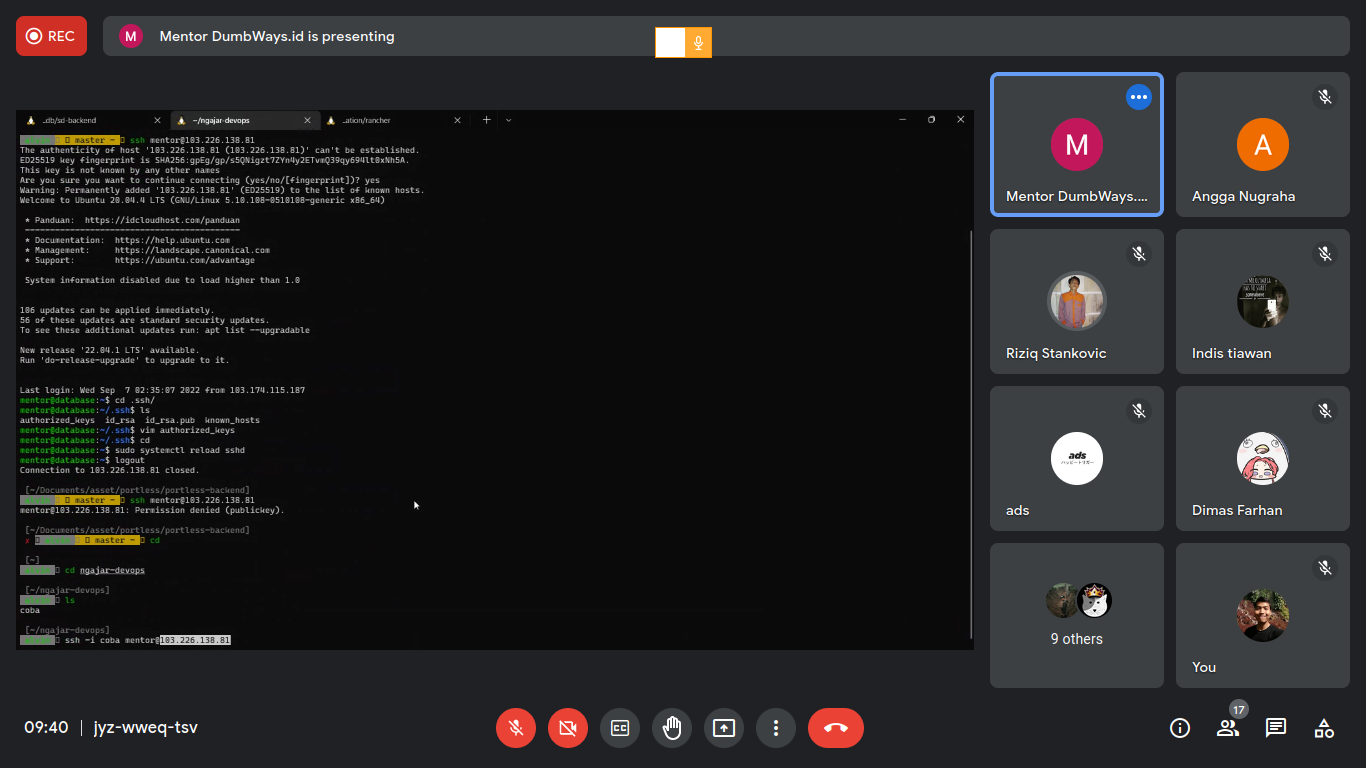 REC
M
Mentor DumbWays.id is presenting
_db/sd-backend
~/ngajar-devops
_ation/rancher
master ~ ssh mentor@103.226.138.81
The authenticity of host '103.226.138.81 (103.226.138.81)' can't be established.
ED25519 key fingerprint is SHA256:gpEg/gp/s5QNigzt7ZYn4y2ETvmQ39qy694lt0xNh5A.
This key is not known by any other names
Are you sure you want to continue connecting (yes/no/[fingerprint])? yes
Warning: Permanently added '103.226.138.81' (ED25519) to the list of known hosts.
Welcome to Ubuntu 20.04.4 LTS (GNU/Linux 5.10.108-0510108-generic x86_64)
* Panduan:  https://idcloudhost.com/panduan
-------------------------------------------
* Documentation:  https://help.ubuntu.com
* Management:     https://landscape.canonical.com
* Support:        https://ubuntu.com/advantage
System information disabled due to load higher than 1.0
106 updates can be applied immediately.
56 of these updates are standard security updates.
To see these additional updates run: apt list --upgradable
New release '22.04.1 LTS' available.
Run 'do-release-upgrade' to upgrade to it.
Last login: Wed Sep  7 02:35:07 2022 from 103.174.115.187
mentor@database:~$ cd .ssh/
mentor@database:~/.ssh$ ls
authorized_keys  id_rsa  id_rsa.pub  known_hosts
mentor@database:~/.ssh$ vim authorized_keys
mentor@database:~/.ssh$ cd
mentor@database:~$ sudo systemctl reload sshd
mentor@database:~$ logout
Connection to 103.226.138.81 closed.
[~/Documents/asset/portless/portless-backend]
master ~ ssh mentor@103.226.138.81
mentor@103.226.138.81: Permission denied (publickey).
[~/Documents/asset/portless/portless-backend]
x master ~ cd
[~]
cd ngajar-devops
[~/ngajar-devops]
ls
coba
[~/ngajar-devops]
ssh -i coba mentor@103.226.138.81
M
Mentor DumbWays....
A
Angga Nugraha
Riziq Stankovic
Indis tiawan
ads
ads
Dimas Farhan
9 others
You
09:40 | jyz-wweq-tsv
CC
17